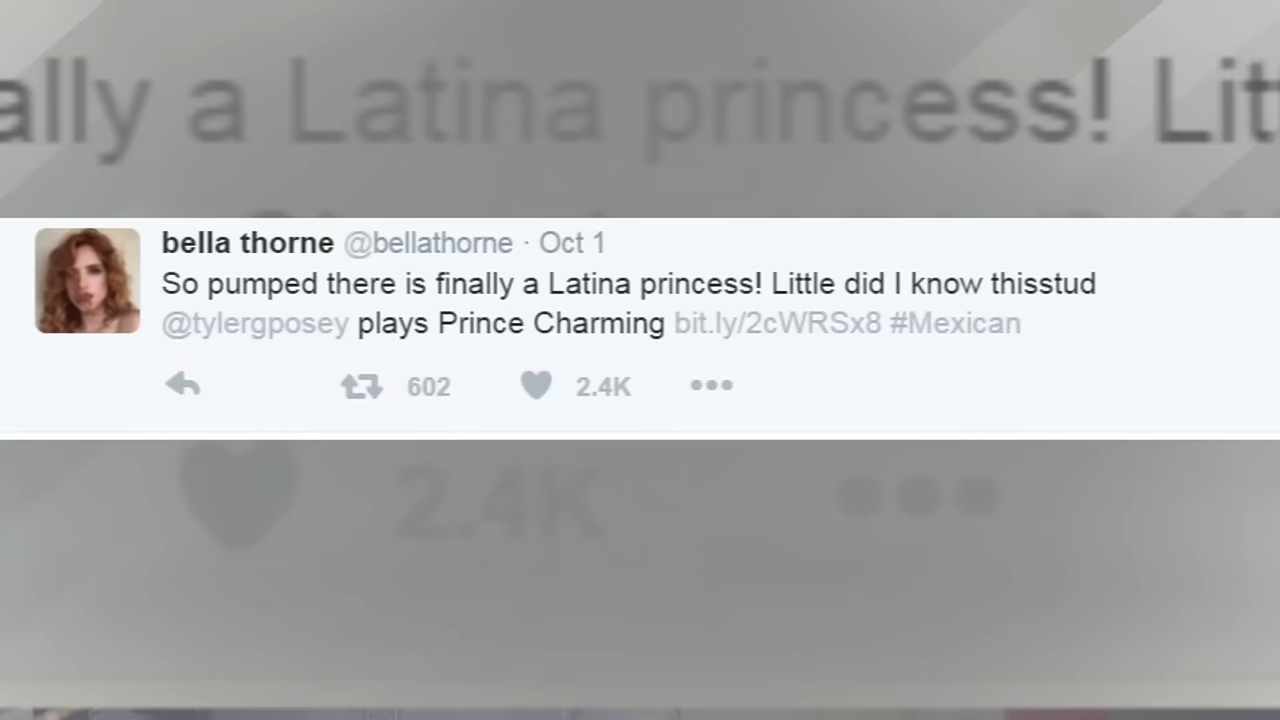 ally a Latina princess! Lit
bella thorne @bellathorne · Oct 1
So pumped there is finally a Latina princess! Little did I know thisstud
@tylergposey plays Prince Charming bit.ly/2cWRSx8 #Mexican
602 2.4K
2.4K